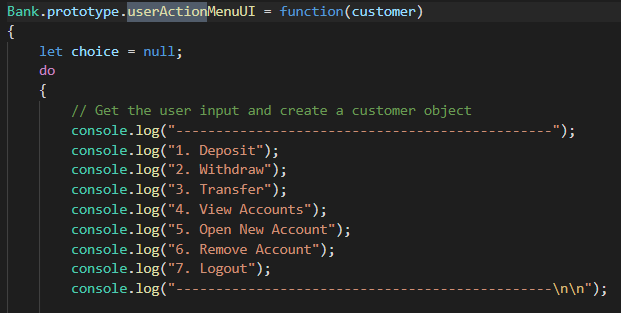 Bank.prototype.userActionMenuUI = function(customer)
{
let choice = null;
do
{
// Get the user input and create a customer object
console.log("-----------------------------------------------");
console.log("1. Deposit");
console.log("2. Withdraw");
console.log("3. Transfer");
console.log("4. View Accounts");
console.log("5. Open New Account");
console.log("6. Remove Account");
console.log("7. Logout");
console.log("-----------------------------------------------\n\n");